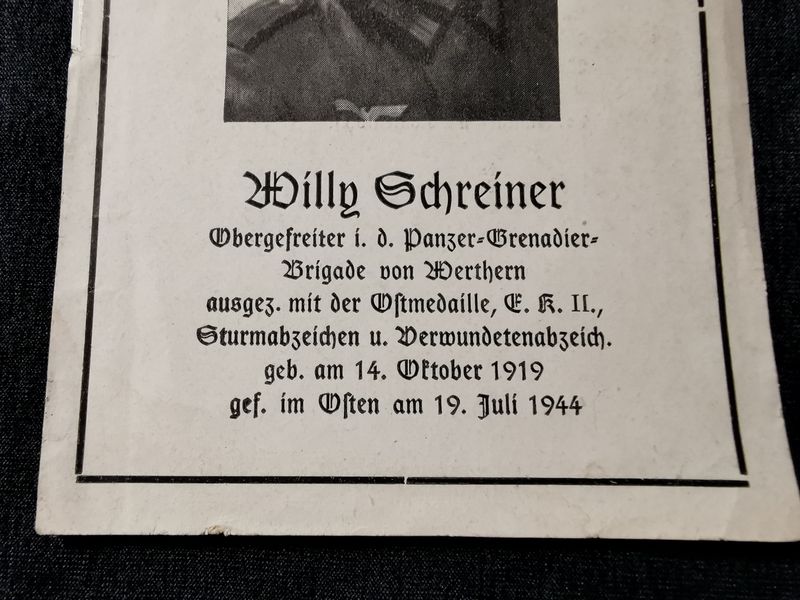 Willy Schreiner
Obergefreiter i. d. Panzer-Grenadier-
Brigade von Werthern
ausgez. mit der Ostmedaille, E. K. II.,
Sturmabzeichen u. Verwundetenabzeich.
geb. am 14. Oktober 1919
gef. im Osten am 19. Juli 1944